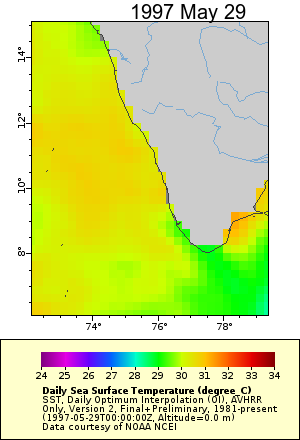 1997 May 29
14°
12°
10°
8°
74°
76°
78°
24 25 26 27 28 29 30 31 32 33 34
Daily Sea Surface Temperature (degree_C)
SST, Daily Optimum Interpolation (OI), AVHRR
Only, Version 2, Final+Preliminary, 1981-present
(1997-05-29T00:00:00Z, Altitude=0.0 m)
Data courtesy of NOAA NCEI